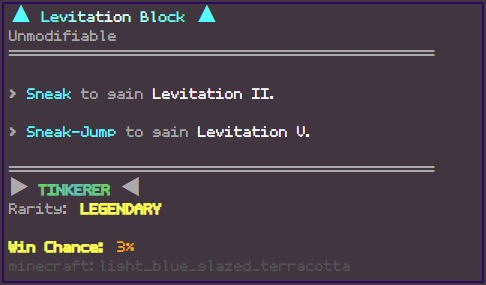 ▲ Levitation Block ▲
Unmodifiable
> Sneak to gain Levitation II.
> Sneak-Jump to gain Levitation V.
▶ TINKERER ◀
Rarity: LEGENDARY
Win Chance: 3%
minecraft:light_blue_glazed_terracotta